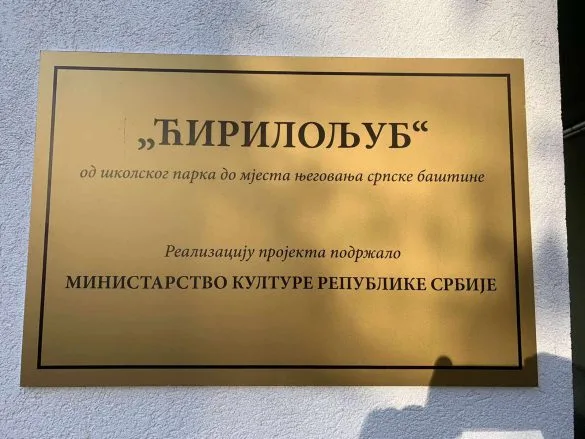 „ЋИРИЛОЉУБ“
од школског парка до мјеста његовања српске баштине
Реализацију пројекта подржало
МИНИСТАРСТВО КУЛТУРЕ РЕПУБЛИКЕ СРБИЈЕ